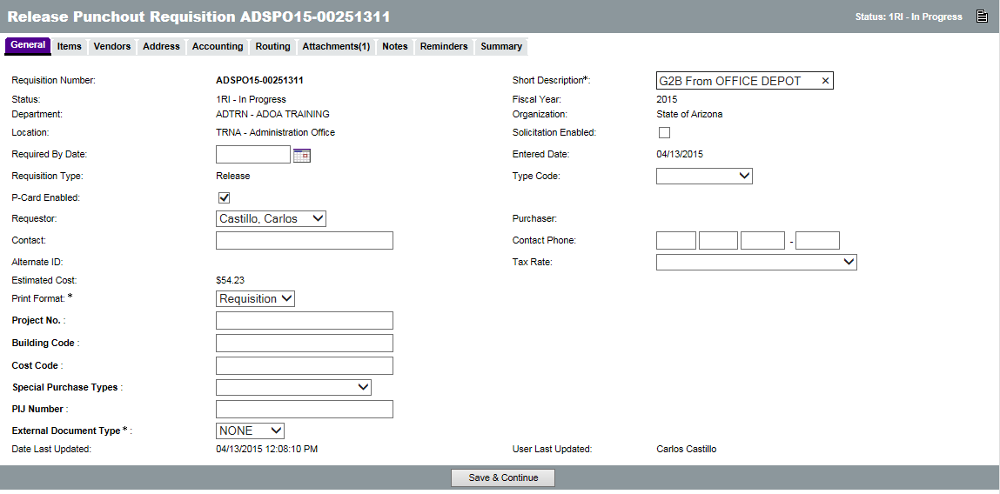 Release Punchout Requisition ADSPO15-00251311 Status: 1RI - In Progress
General Items Vendors Address Accounting Routing Attachments(1) Notes Reminders Summary
Requisition Number: ADSPO15-00251311 Short Description*: G2B From OFFICE DEPOT ×
Status: 1RI - In Progress Fiscal Year: 2015
Department: ADTRN - ADOA TRAINING Organization: State of Arizona
Location: TRNA - Administration Office Solicitation Enabled:
Required By Date: Entered Date: 04/13/2015
Requisition Type: Release Type Code:
P-Card Enabled:
Requestor: Castillo, Carlos Purchaser:
Contact: Contact Phone: -
Alternate ID: Tax Rate:
Estimated Cost: $54.23
Print Format: * Requisition
Project No. :
Building Code :
Cost Code :
Special Purchase Types :
PIJ Number :
External Document Type * : NONE
Date Last Updated: 04/13/2015 12:08:10 PM User Last Updated: Carlos Castillo
Save & Continue